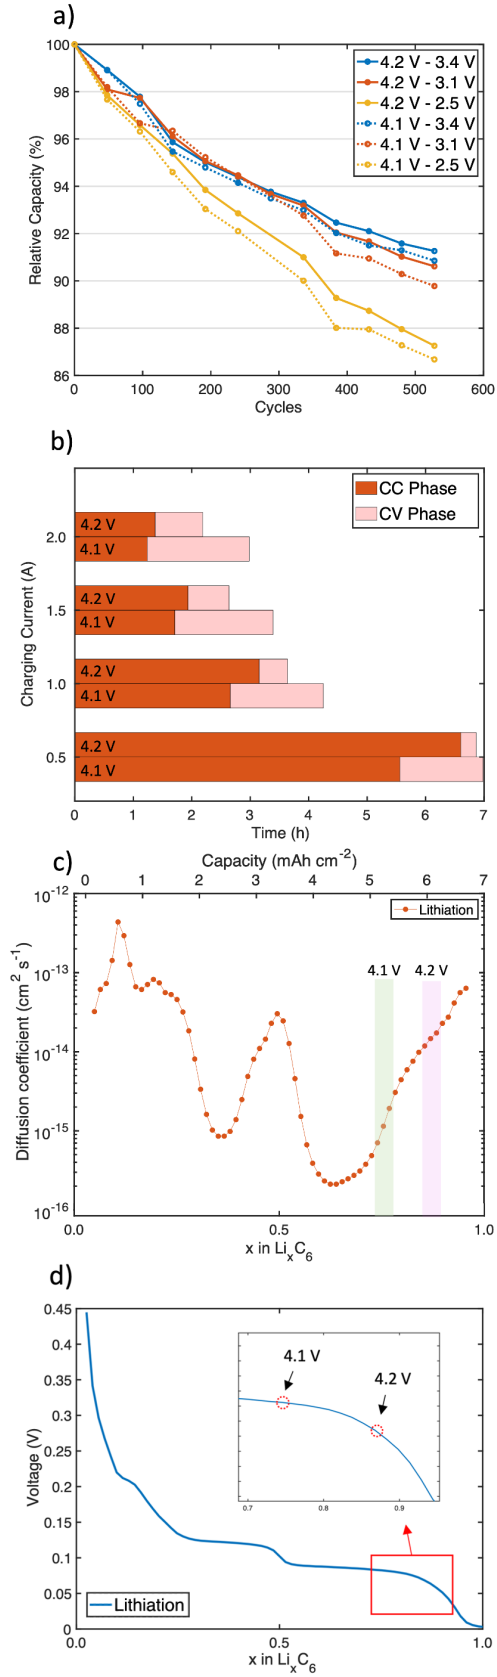 a)
100
98
96
94
92
90
88
86
0
100
200
300
400
500
600
Relative Capacity (%)
Cycles
4.2 V - 3.4 V
4.2 V - 3.1 V
4.2 V - 2.5 V
4.1 V - 3.4 V
4.1 V - 3.1 V
4.1 V - 2.5 V
b)
CC Phase
CV Phase
Charging Current (A)
2.0
1.5
1.0
0.5
4.2 V
4.1 V
4.2 V
4.1 V
4.2 V
4.1 V
4.2 V
4.1 V
0
1
2
3
4
5
6
7
Time (h)
c)
Capacity (mAh cm⁻²)
0
1
2
3
4
5
6
7
Lithiation
Diffusion coefficient (cm² s⁻¹)
10⁻¹²
10⁻¹³
10⁻¹⁴
10⁻¹⁵
10⁻¹⁶
4.1 V
4.2 V
0.0
0.5
1.0
x in LiₓC₆
d)
0.45
0.4
0.35
0.3
0.25
0.2
0.15
0.1
0.05
0
Voltage (V)
4.1 V
4.2 V
0.7
0.8
0.9
Lithiation
0.0
0.5
1.0
x in LiₓC₆